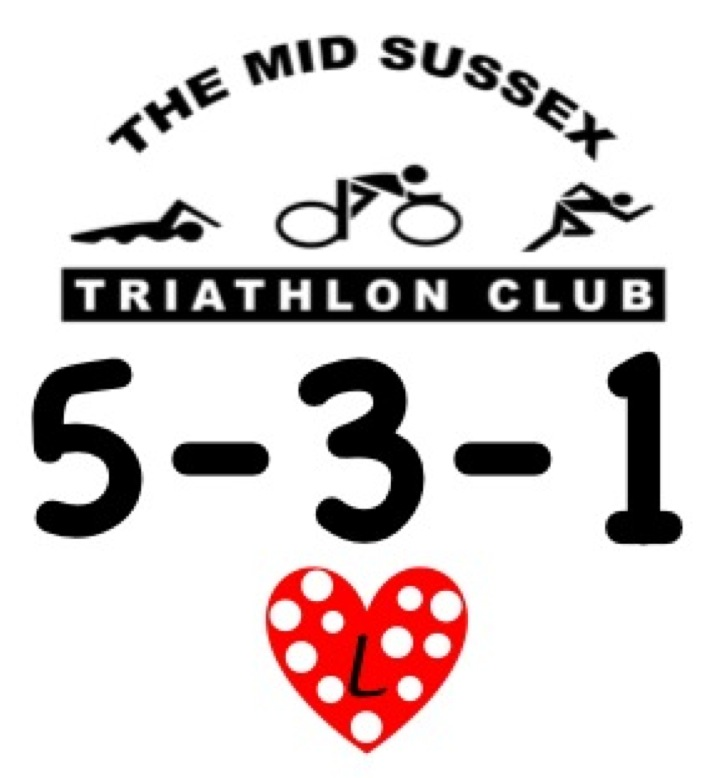 THE MID SUSSEX
TRIATHLON CLUB
5-3-1
L